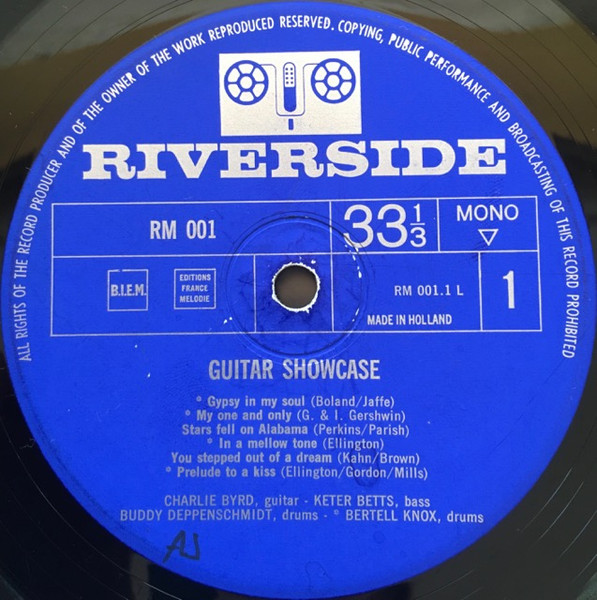 ALL RIGHTS OF THE RECORD PRODUCER AND OF THE OWNER OF THE WORK REPRODUCED RESERVED. COPYING, PUBLIC PERFORMANCE AND BROADCASTING OF THIS RECORD PROHIBITED
RIVERSIDE
RM 001
33 1/3
MONO
B.I.E.M.
EDITIONS
FRANCE
MELODIE
RM 001.1 L
MADE IN HOLLAND
1
GUITAR SHOWCASE
° Gypsy in my soul (Boland/Jaffe)
° My one and only (G. & I. Gershwin)
Stars fell on Alabama (Perkins/Parish)
° In a mellow tone (Ellington)
You stepped out of a dream (Kahn/Brown)
° Prelude to a kiss (Ellington/Gordon/Mills)
CHARLIE BYRD, guitar - KETER BETTS, bass
BUDDY DEPPENSCHMIDT, drums - ° BERTELL KNOX, drums
AJ